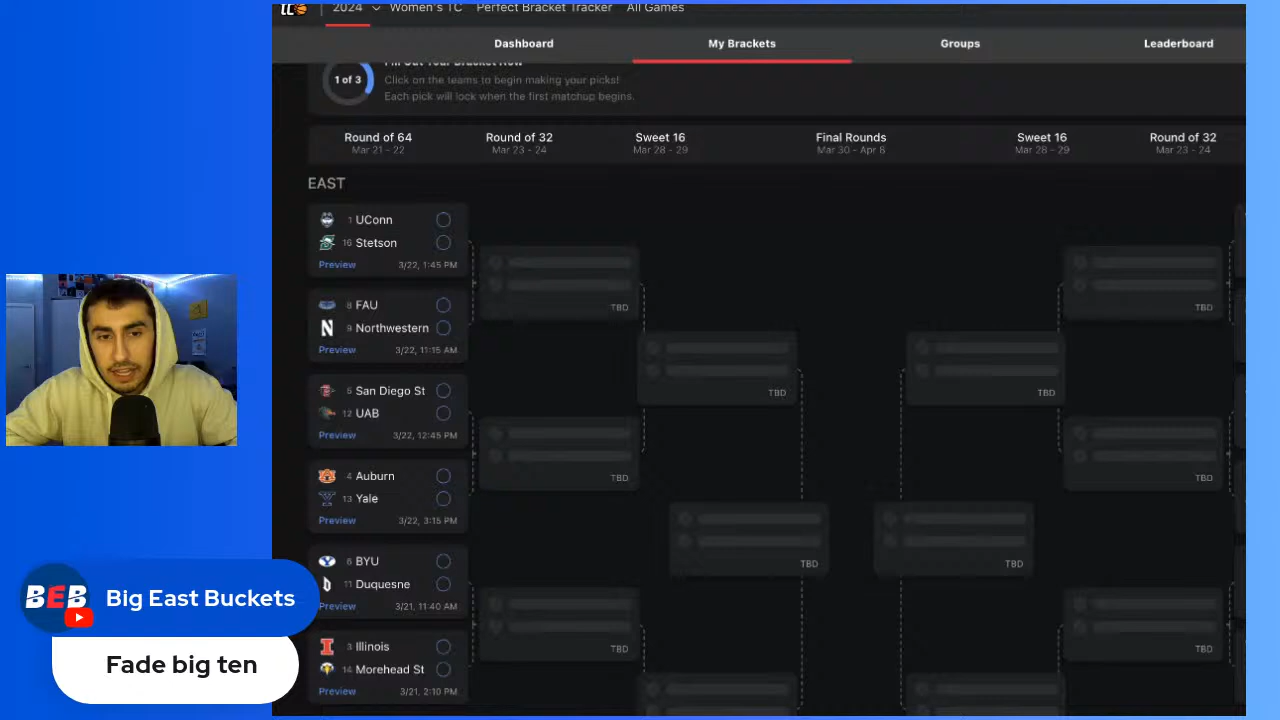 2024 Women's TC Perfect Bracket Tracker All Games
Dashboard My Brackets Groups Leaderboard
1 of 3
Fill Out Your Bracket Now
Click on the teams to begin making your picks!
Each pick will lock when the first matchup begins.
Round of 64 Round of 32 Sweet 16 Final Rounds Sweet 16 Round of 32
Mar 21 - 22 Mar 23 - 24 Mar 28 - 29 Mar 30 - Apr 8 Mar 28 - 29 Mar 23 - 24
EAST
1 UConn
16 Stetson
Preview 3/22, 1:45 PM
TBD TBD
8 FAU
9 Northwestern
Preview 3/22, 11:15 AM
TBD TBD
5 San Diego St
12 UAB
Preview 3/22, 12:45 PM
TBD TBD
4 Auburn
13 Yale
Preview 3/22, 3:15 PM
TBD TBD
6 BYU
11 Duquesne
Preview 3/21, 11:40 AM
TBD TBD
3 Illinois
14 Morehead St
Preview 3/21, 2:10 PM
BEB Big East Buckets
Fade big ten